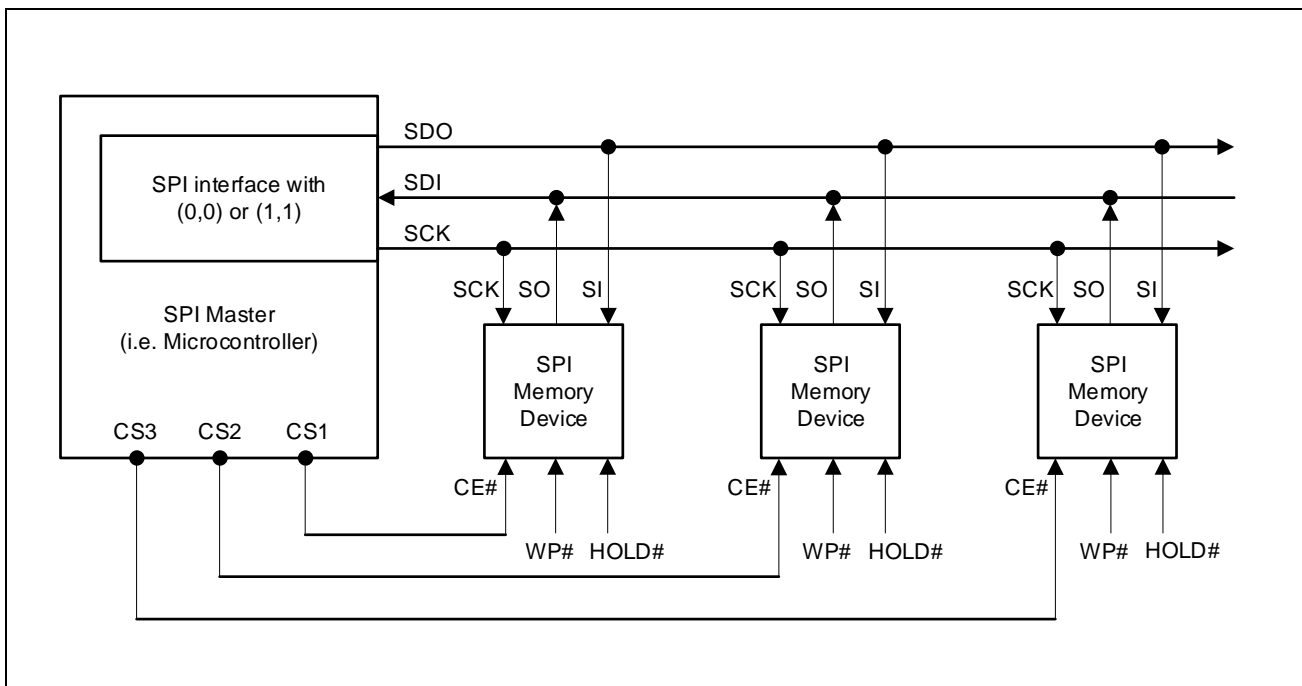 SDO
SPI interface with
(0,0) or (1,1)
SDI
SCK
SPI Master
(i.e. Microcontroller)
SCK SO SI
SCK SO SI
SCK SO SI
SPI
Memory
Device
SPI
Memory
Device
SPI
Memory
Device
CS3 CS2 CS1
CE#
CE#
CE#
WP# HOLD#
WP# HOLD#
WP# HOLD#